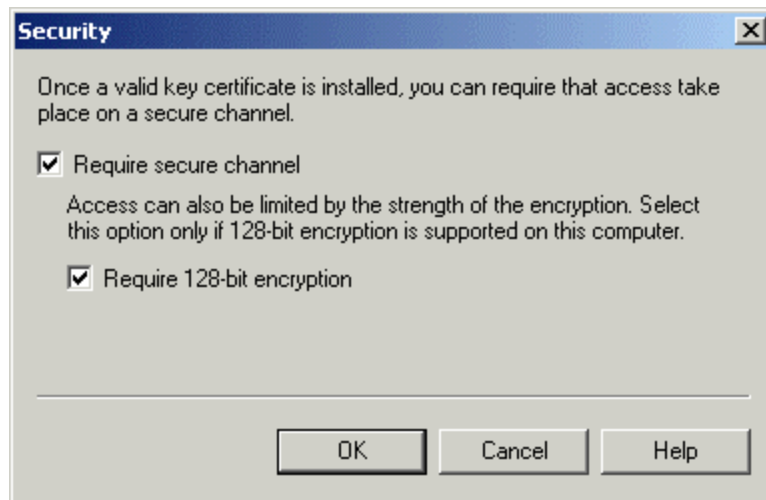 Security
Once a valid key certificate is installed, you can require that access take
place on a secure channel.
Require secure channel
Access can also be limited by the strength of the encryption. Select
this option only if 128-bit encryption is supported on this computer.
Require 128-bit encryption
OK Cancel Help